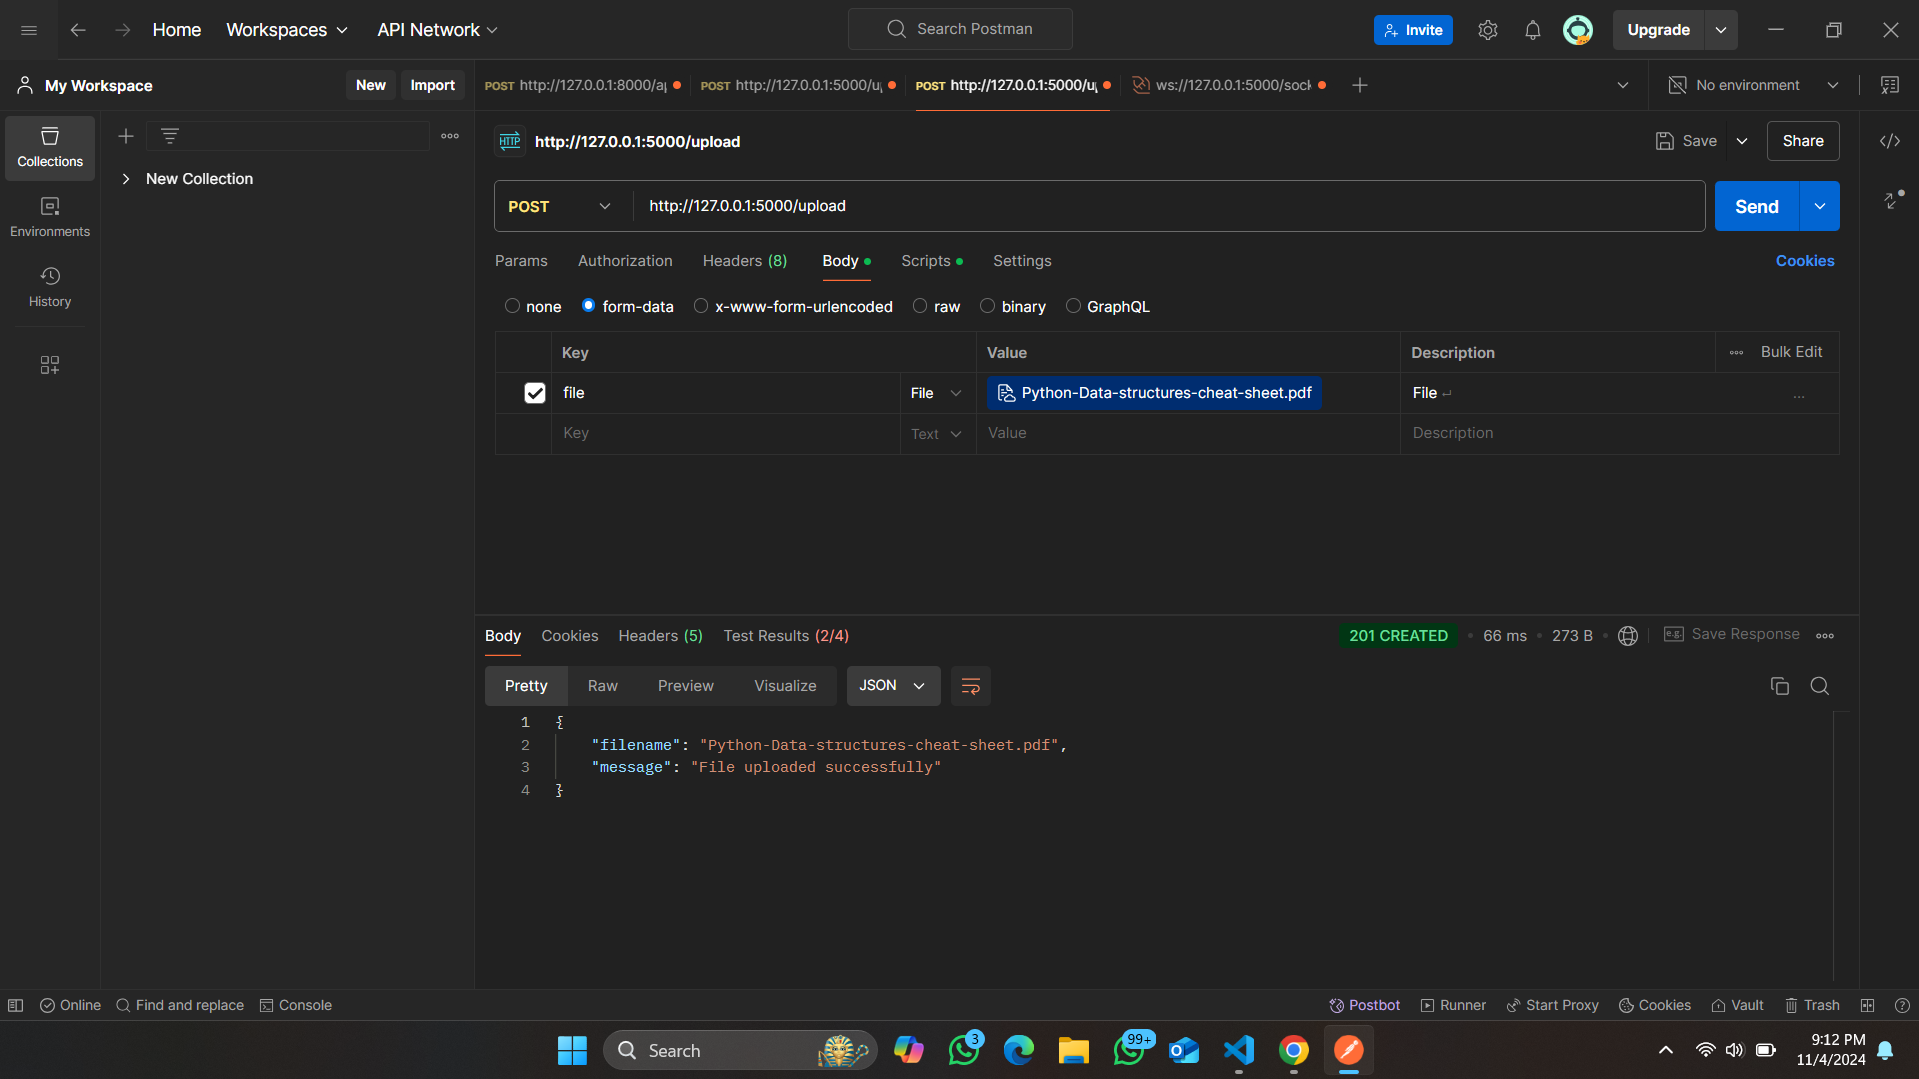 Home Workspaces API Network Search Postman Invite Upgrade
My Workspace New Import POST http://127.0.0.1:8000/a POST http://127.0.0.1:5000/u POST http://127.0.0.1:5000/u ws://127.0.0.1:5000/sock No environment
Collections
Environments
History
New Collection
HTTP http://127.0.0.1:5000/upload Save Share
POST http://127.0.0.1:5000/upload Send
Params Authorization Headers (8) Body Scripts Settings Cookies
none form-data x-www-form-urlencoded raw binary GraphQL
Key Value Description Bulk Edit
file File Python-Data-structures-cheat-sheet.pdf File
Key Text Value Description
Body Cookies Headers (5) Test Results (2/4) 201 CREATED 66 ms 273 B e.g. Save Response
Pretty Raw Preview Visualize JSON
1 {
2 "filename": "Python-Data-structures-cheat-sheet.pdf",
3 "message": "File uploaded successfully"
4 }
Online Find and replace Console Postbot Runner Start Proxy Cookies Vault Trash
Search 3 99+ 9:12 PM
11/4/2024